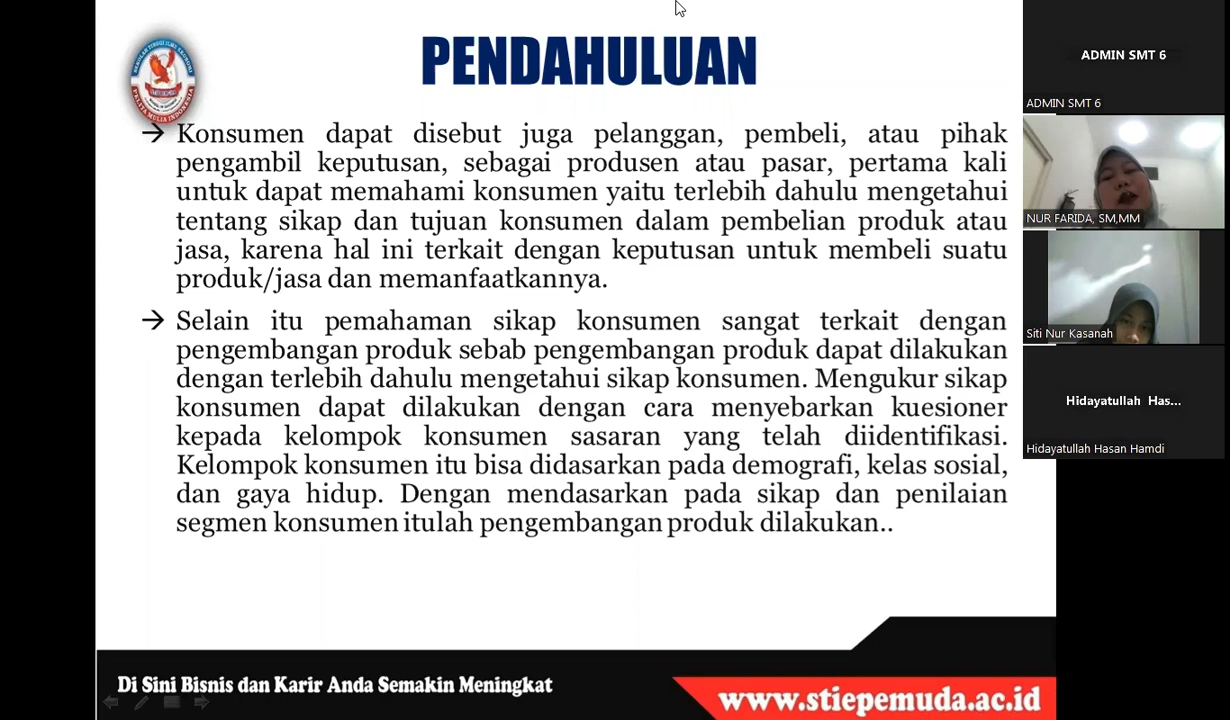 PENDAHULUAN
→ Konsumen dapat disebut juga pelanggan, pembeli, atau pihak
pengambil keputusan, sebagai produsen atau pasar, pertama kali
untuk dapat memahami konsumen yaitu terlebih dahulu mengetahui
tentang sikap dan tujuan konsumen dalam pembelian produk atau
jasa, karena hal ini terkait dengan keputusan untuk membeli suatu
produk/jasa dan memanfaatkannya.
→ Selain itu pemahaman sikap konsumen sangat terkait dengan
pengembangan produk sebab pengembangan produk dapat dilakukan
dengan terlebih dahulu mengetahui sikap konsumen. Mengukur sikap
konsumen dapat dilakukan dengan cara menyebarkan kuesioner
kepada kelompok konsumen sasaran yang telah diidentifikasi.
Kelompok konsumen itu bisa didasarkan pada demografi, kelas sosial,
dan gaya hidup. Dengan mendasarkan pada sikap dan penilaian
segmen konsumen itulah pengembangan produk dilakukan..
Di Sini Bisnis dan Karir Anda Semakin Meningkat
www.stiepemuda.ac.id
ADMIN SMT 6
ADMIN SMT 6
NUR FARIDA, SM,MM
Siti Nur Kasanah
Hidayatullah Has...
Hidayatullah Hasan Hamdi